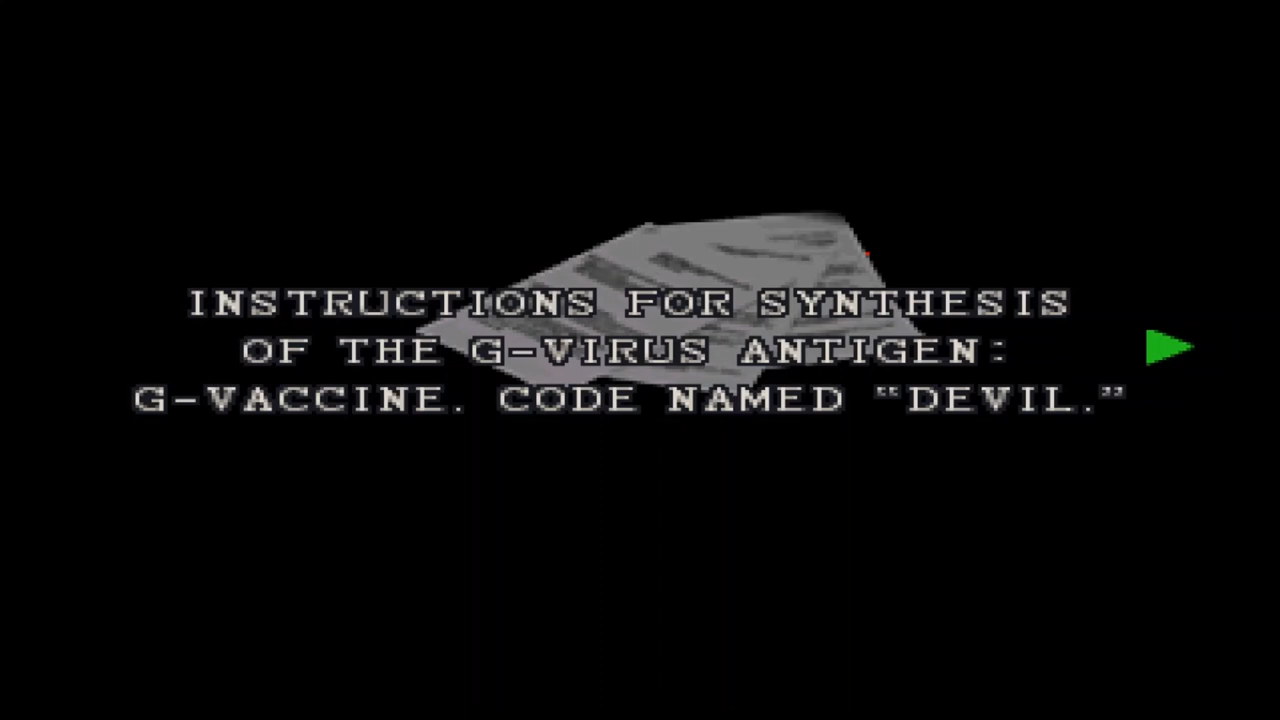 INSTRUCTIONS FOR SYNTHESIS
OF THE G-VIRUS ANTIGEN:
G-VACCINE. CODE NAMED “DEVIL.”